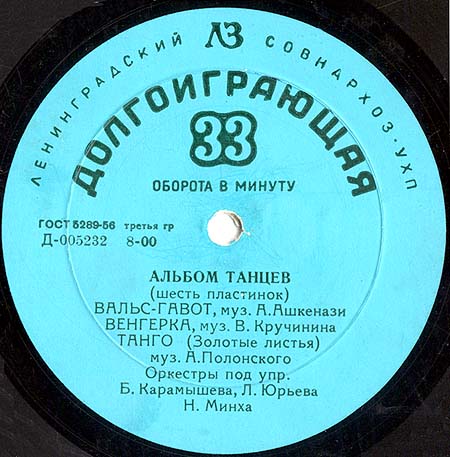 ЛЕНИНГРАДСКИЙ ЛЗ СОВНАРХОЗ·УХП
ДОЛГОИГРАЮЩАЯ
33
ОБОРОТА В МИНУТУ
ГОСТ 5289-56 третья гр
Д-005232 8-00
АЛЬБОМ ТАНЦЕВ
(шесть пластинок)
ВАЛЬС-ГАВОТ, муз. А.Ашкенази
ВЕНГЕРКА, муз. В. Кручинина
ТАНГО (Золотые листья)
муз. А.Полонского
Оркестры под упр.
Б. Карамышева, Л. Юрьева
Н. Минха